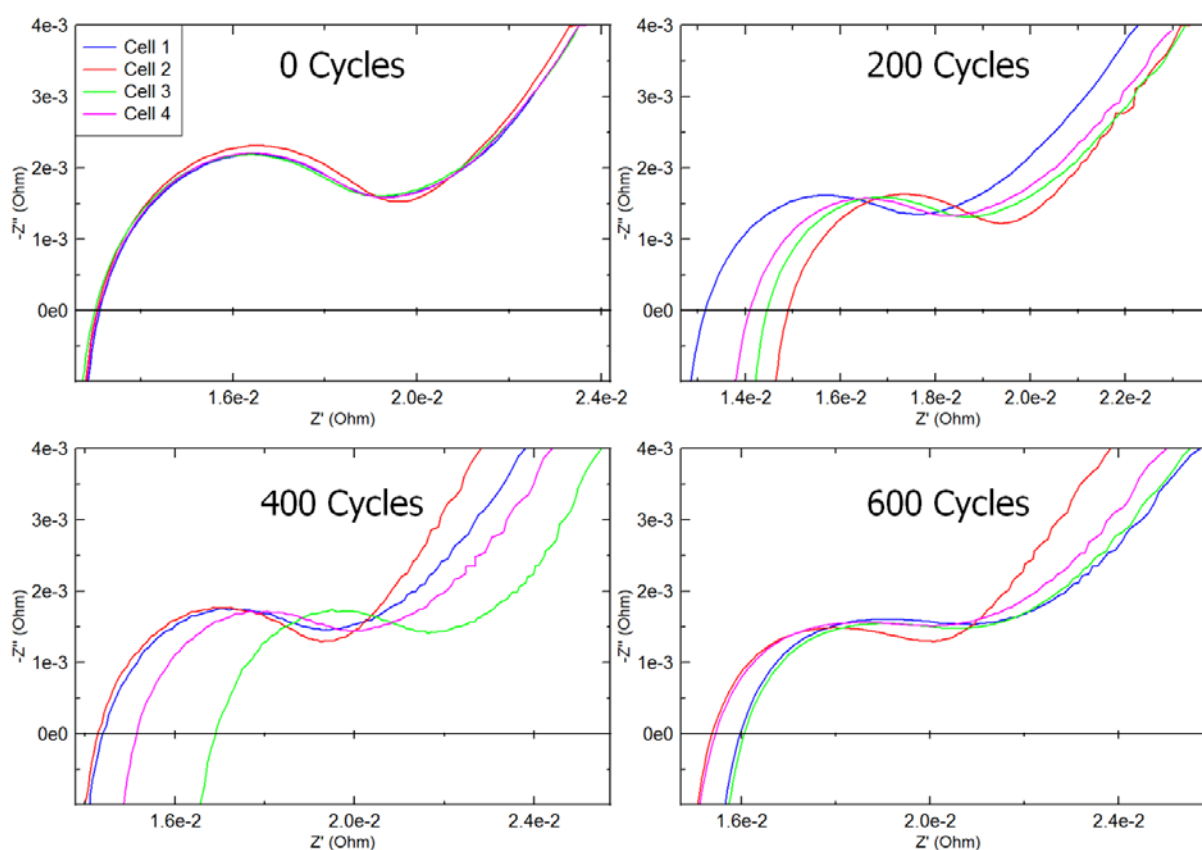 4e-3
Cell 1
Cell 2
Cell 3
Cell 4
0 Cycles
3e-3
-Z'' (Ohm)
2e-3
1e-3
0e0
1.6e-2
2.0e-2
2.4e-2
Z' (Ohm)
4e-3
200 Cycles
3e-3
-Z'' (Ohm)
2e-3
1e-3
0e0
1.4e-2
1.6e-2
1.8e-2
2.0e-2
2.2e-2
Z' (Ohm)
4e-3
400 Cycles
3e-3
-Z'' (Ohm)
2e-3
1e-3
0e0
1.6e-2
2.0e-2
2.4e-2
Z' (Ohm)
4e-3
600 Cycles
3e-3
-Z'' (Ohm)
2e-3
1e-3
0e0
1.6e-2
2.0e-2
2.4e-2
Z' (Ohm)